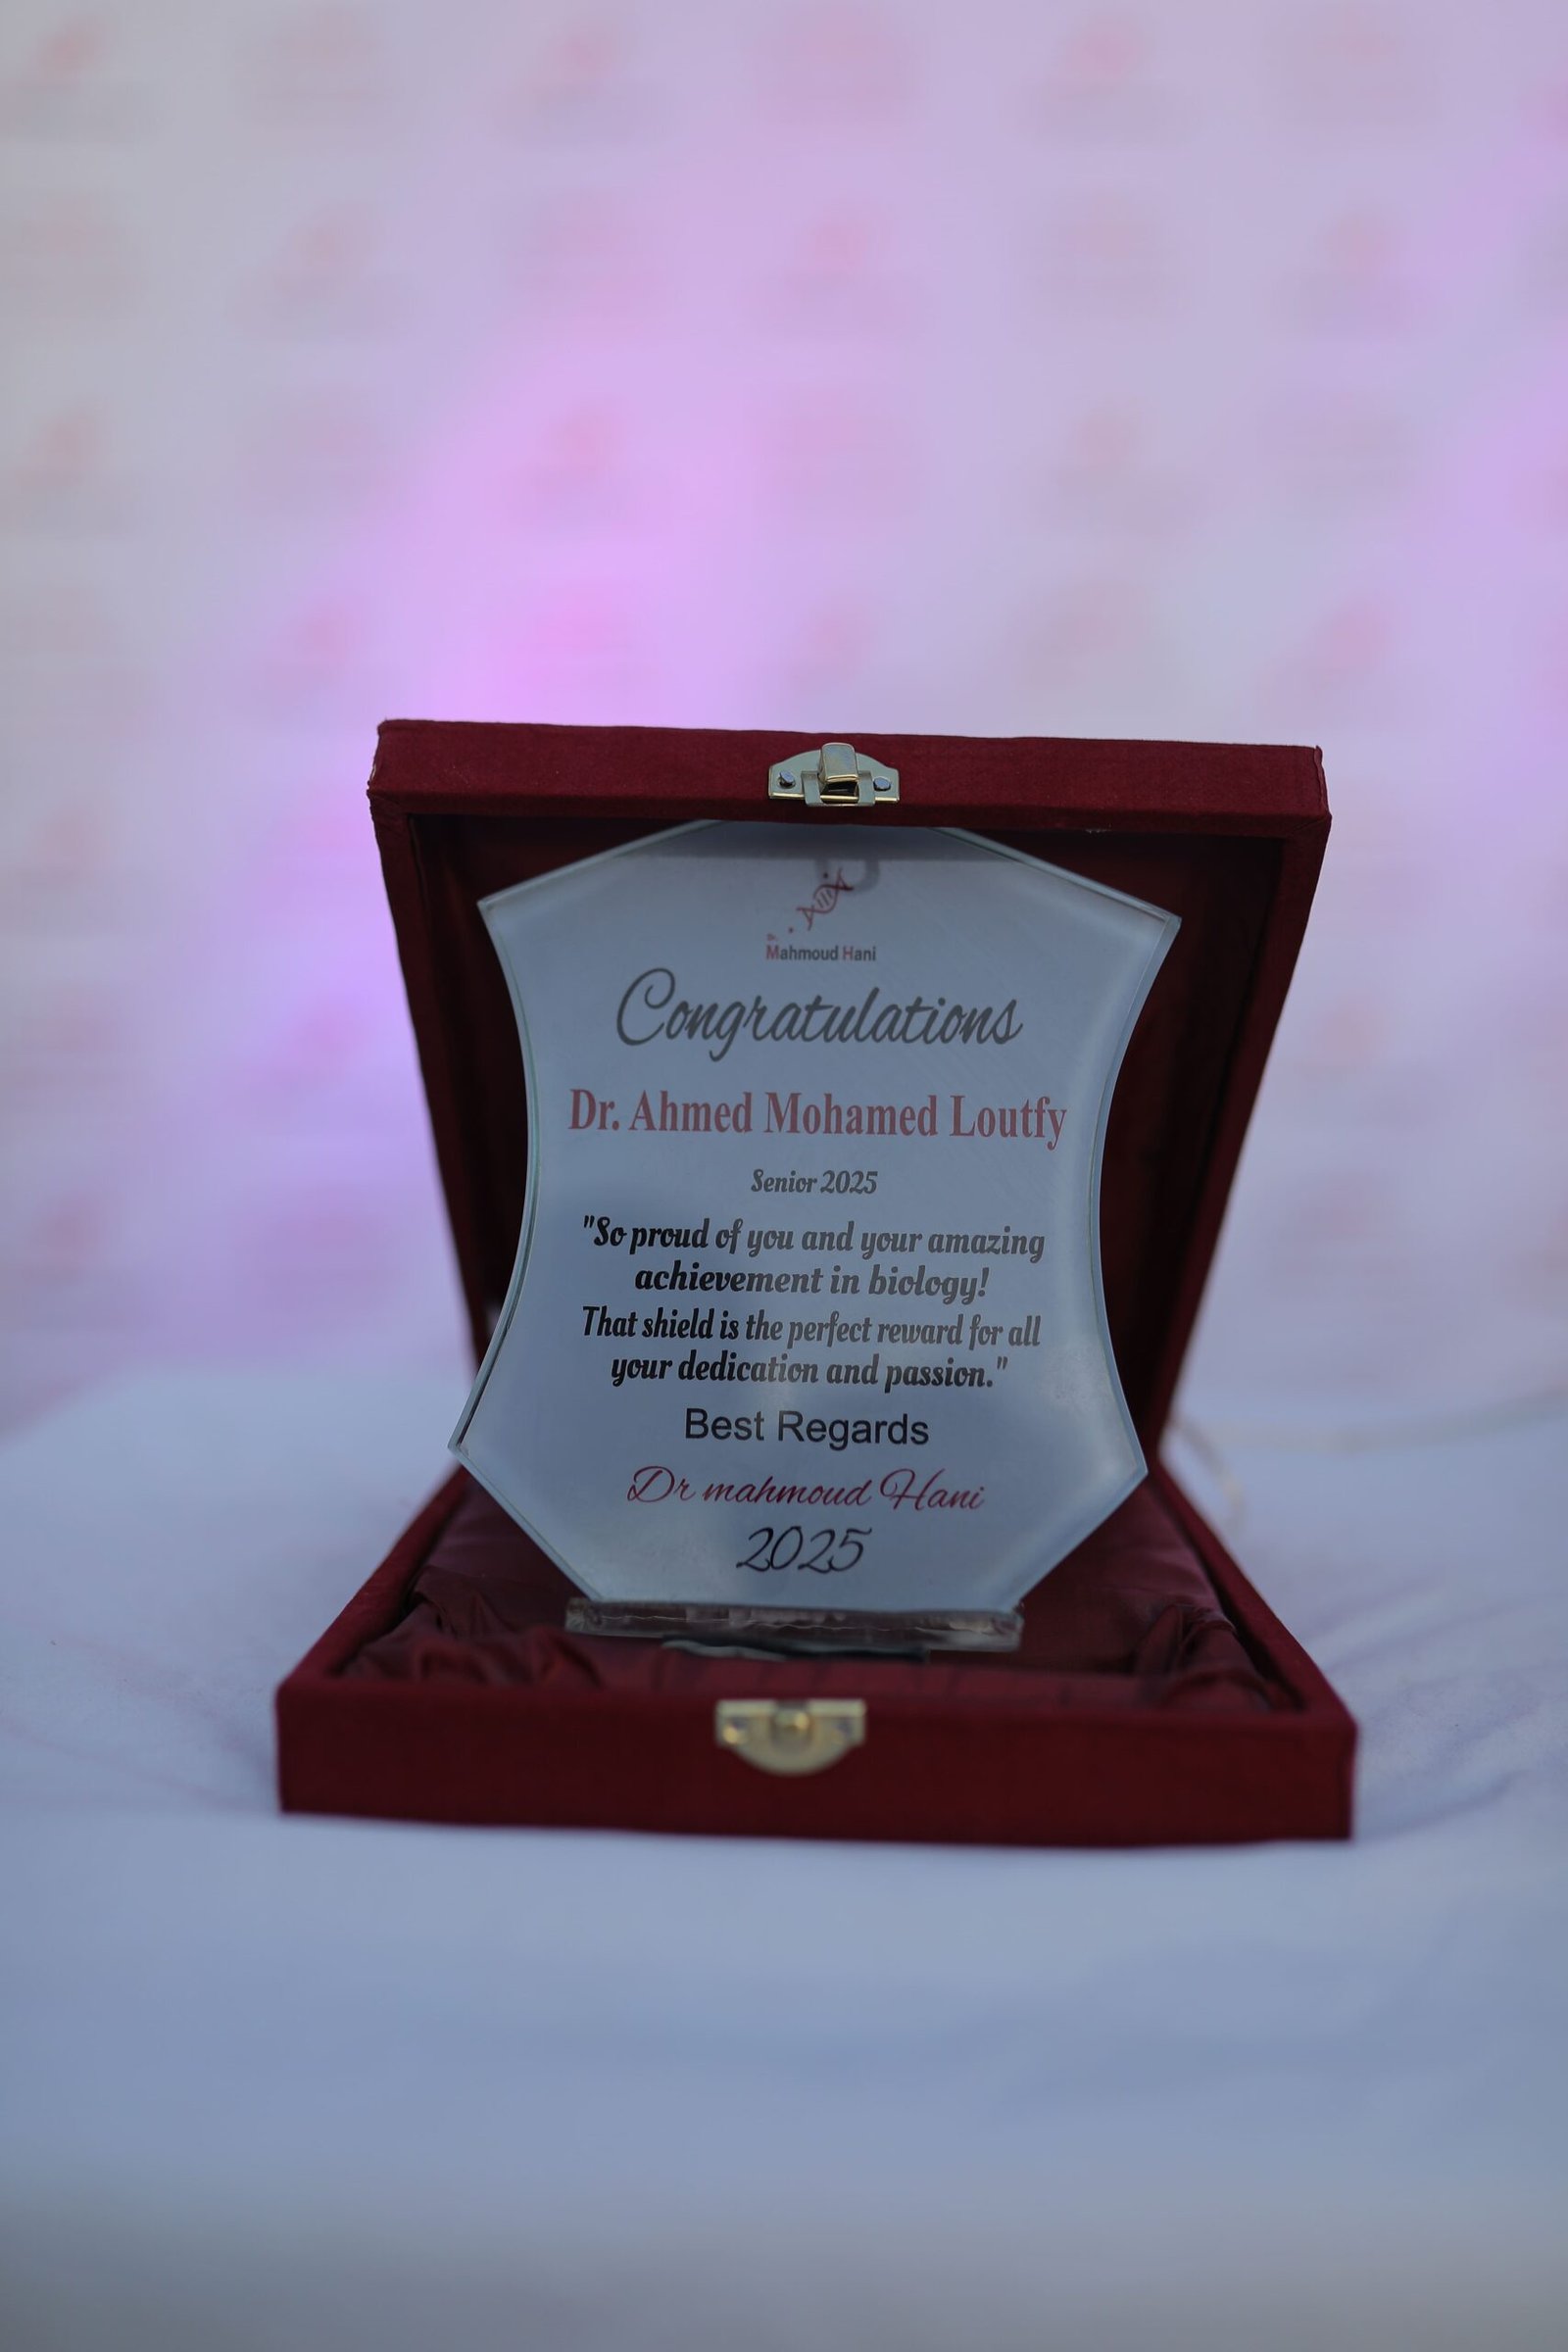 Dr.
Mahmoud Hani
Congratulations
Dr. Ahmed Mohamed Loutfy
Senior 2025
"So proud of you and your amazing
achievement in biology!
That shield is the perfect reward for all
your dedication and passion."
Best Regards
Dr mahmoud Hani
2025